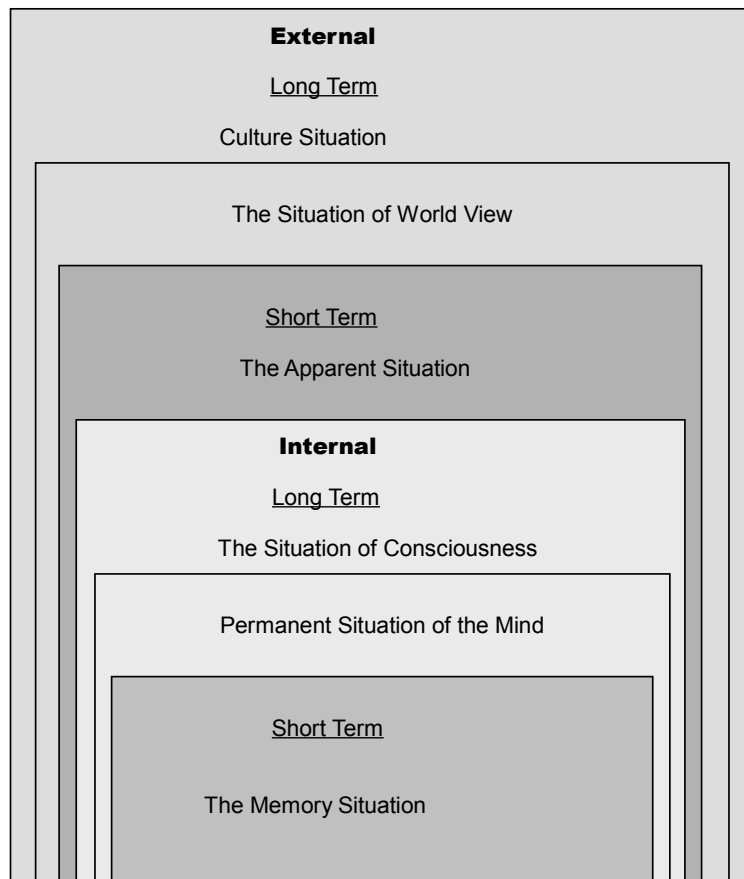 External
Long Term
Culture Situation
The Situation of World View
Short Term
The Apparent Situation
Internal
Long Term
The Situation of Consciousness
Permanent Situation of the Mind
Short Term
The Memory Situation